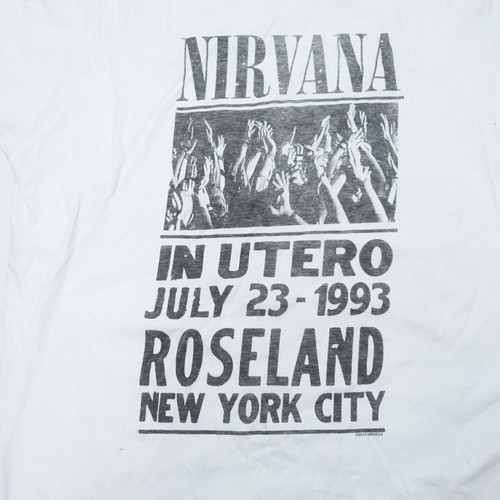 NIRVANA
IN UTERO
JULY 23-1993
ROSELAND
NEW YORK CITY